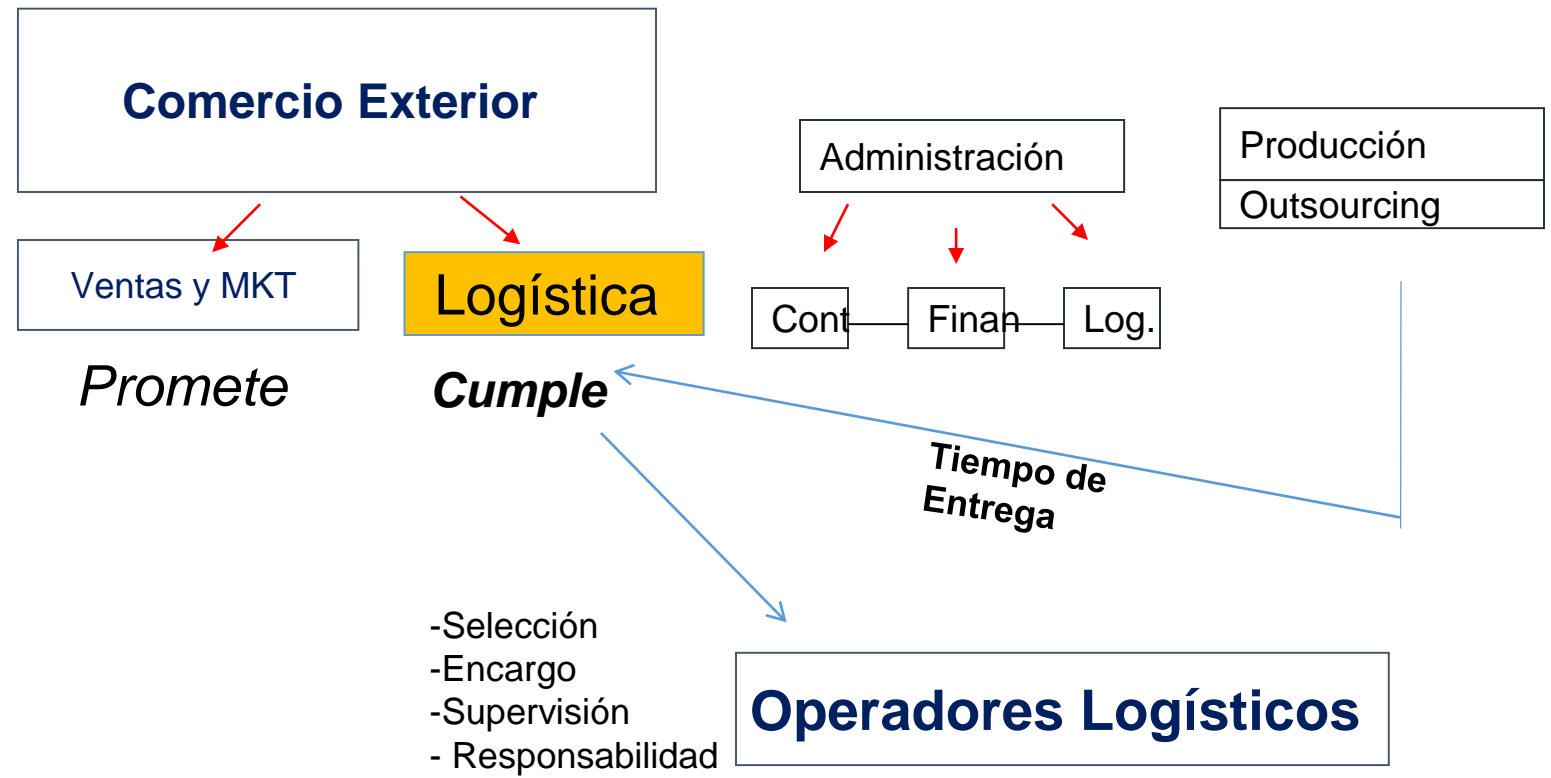 Comercio Exterior
Administración
Producción
Outsourcing
Ventas y MKT
Logística
Cont
Finan
Log.
Promete
Cumple
Tiempo de
Entrega
-Selección
-Encargo
-Supervisión
- Responsabilidad
Operadores Logísticos